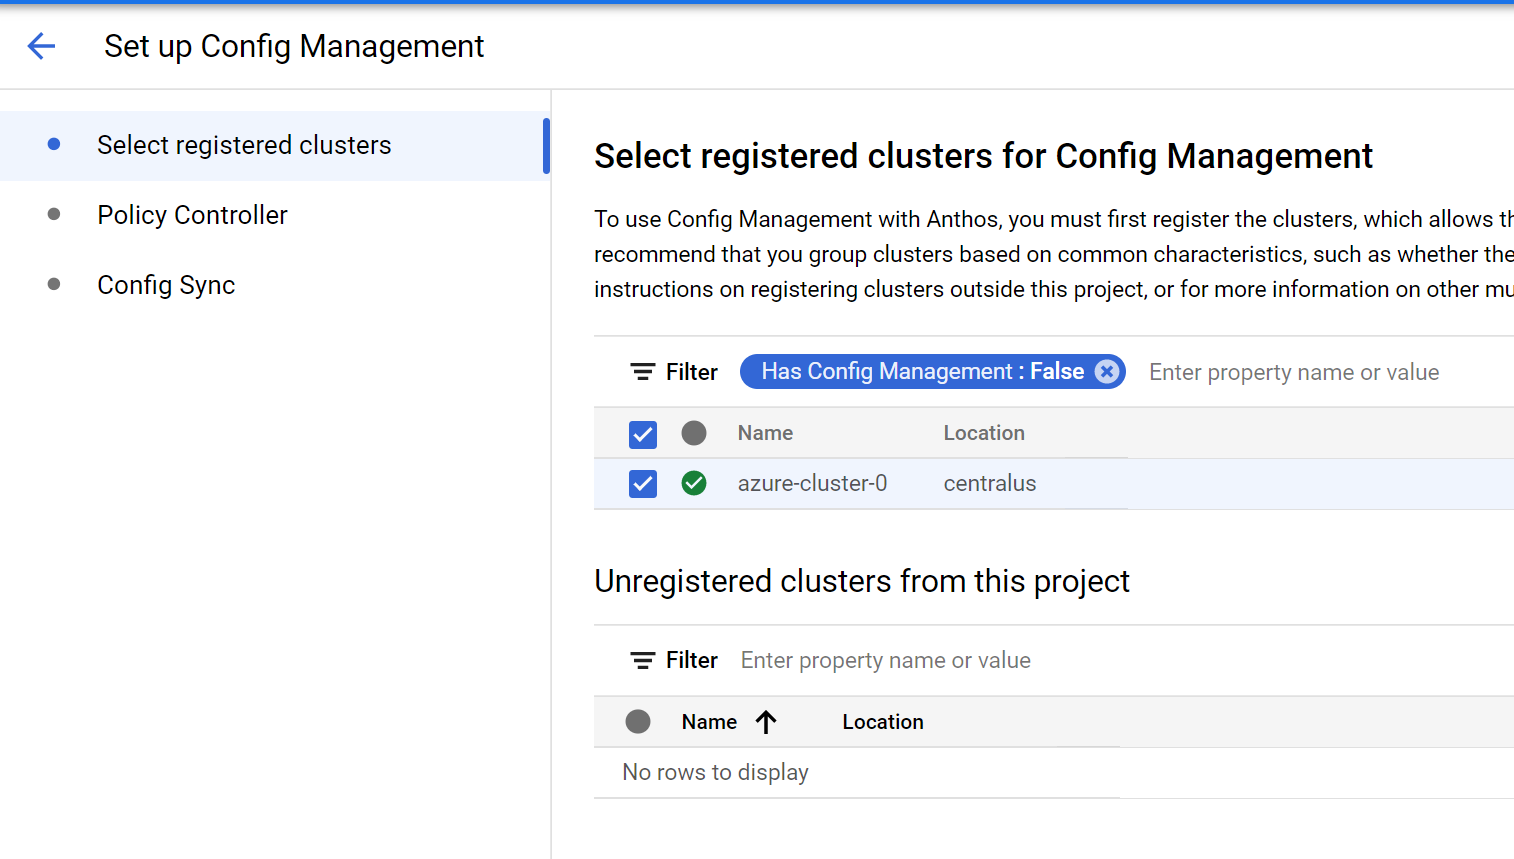 Set up Config Management
Select registered clusters
Policy Controller
Config Sync
Select registered clusters for Config Management
To use Config Management with Anthos, you must first register the clusters, which allows
recommend that you group clusters based on common characteristics, such as whether the
instructions on registering clusters outside this project, or for more information on other
Filter Has Config Management : False Enter property name or value
Name Location
azure-cluster-0 centralus
Unregistered clusters from this project
Filter Enter property name or value
Name Location
No rows to display